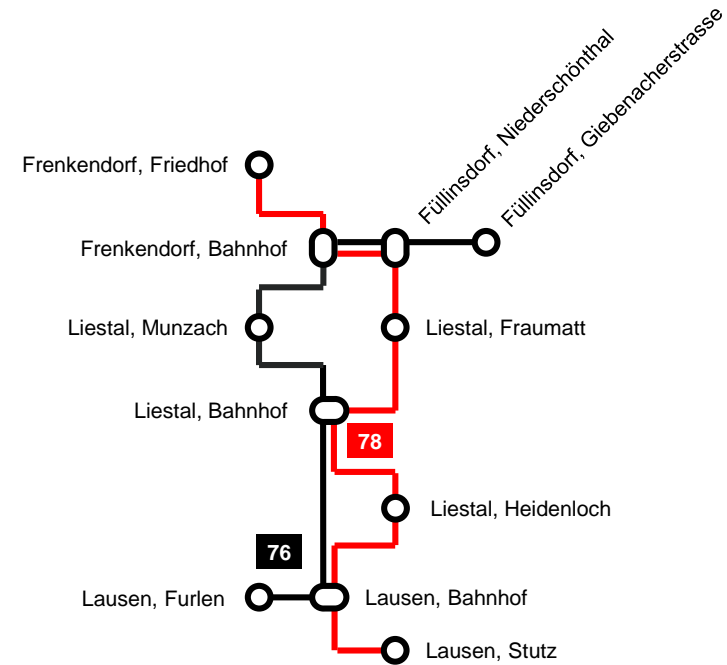 Füllinsdorf, Niederschönthal
Füllinsdorf, Giebenacherstrasse
Frenkendorf, Friedhof
Frenkendorf, Bahnhof
Liestal, Munzach
Liestal, Fraumatt
Liestal, Bahnhof
78
Liestal, Heidenloch
76
Lausen, Furlen
Lausen, Bahnhof
Lausen, Stutz